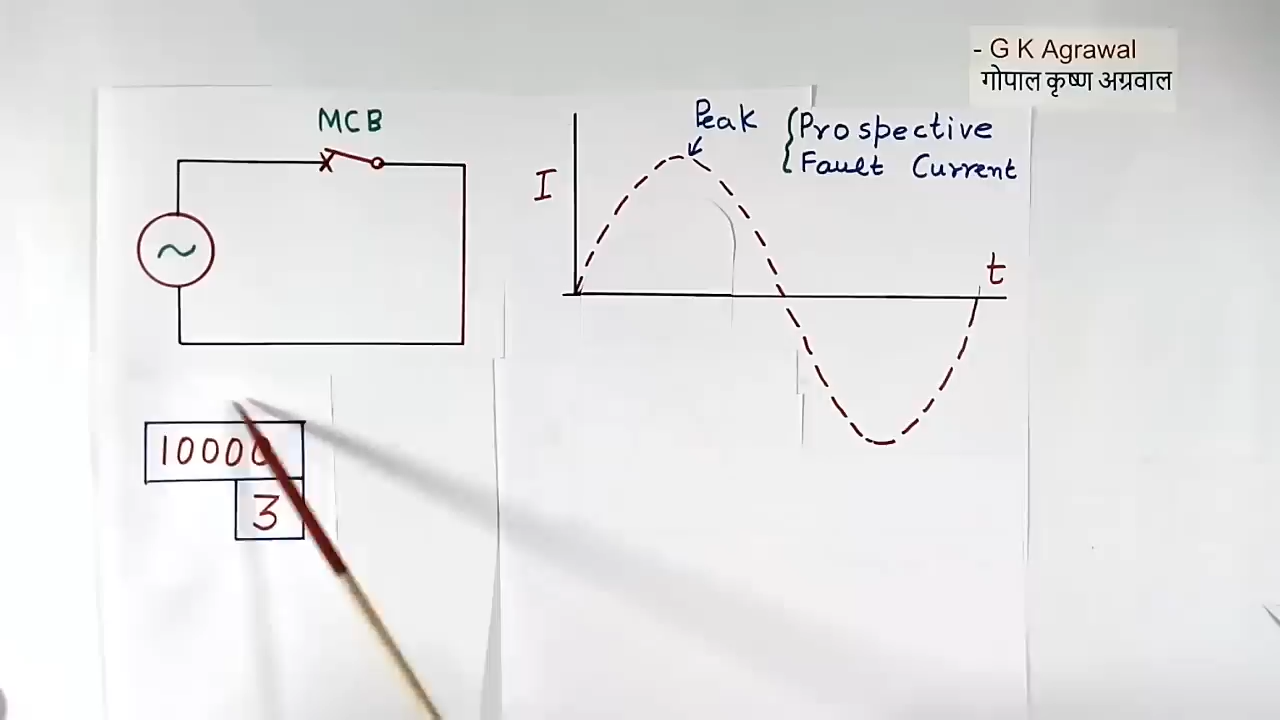 - G K Agrawal
गोपाल कृष्ण अग्रवाल
MCB
Peak
Prospective
Fault Current
I
t
10000
3